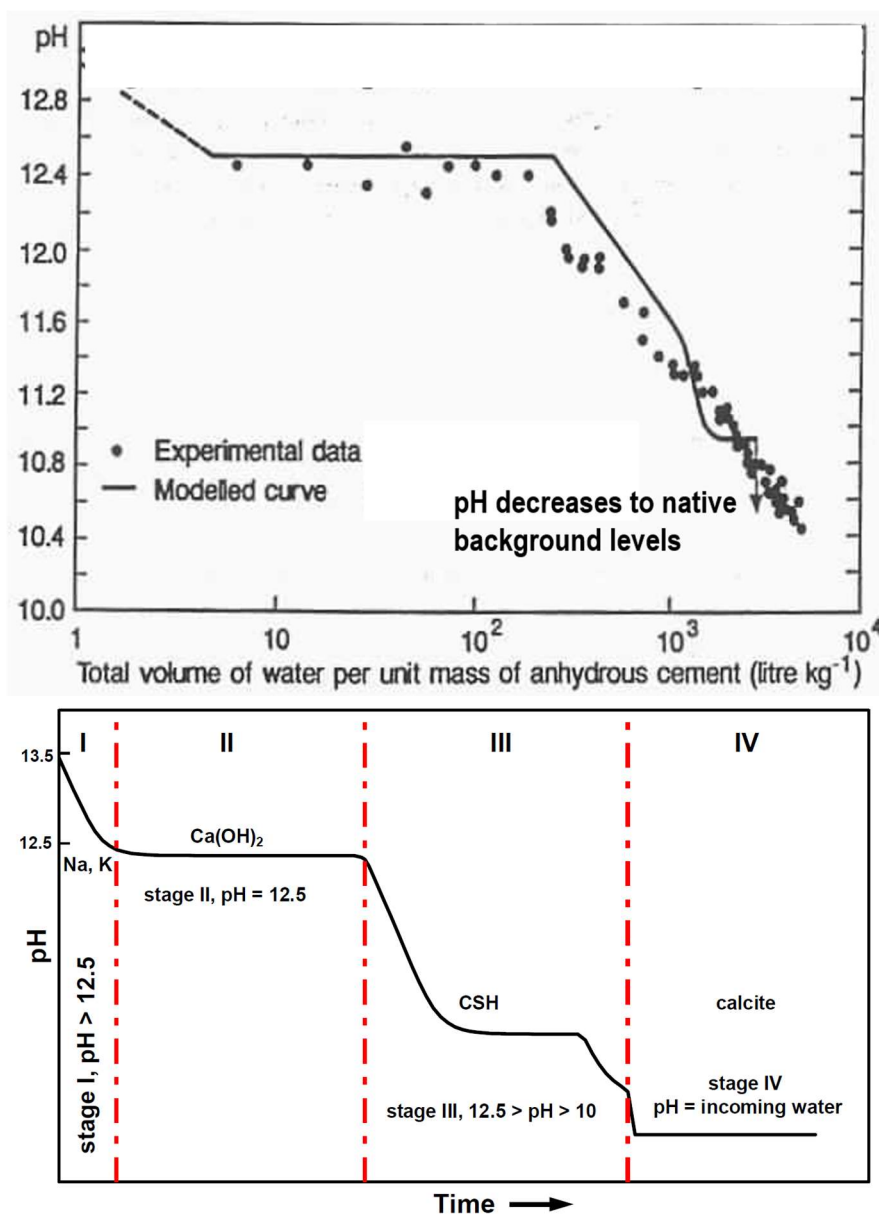 pH
12.8
12.4
12.0
11.6
11.2
10.8
10.4
10.0
Experimental data
Modelled curve
pH decreases to native
background levels
1 10 10² 10³ 10⁴
Total volume of water per unit mass of anhydrous cement (litre kg⁻¹)
I II III IV
13.5
12.5
pH
Na, K
stage I, pH > 12.5
Ca(OH)₂
stage II, pH = 12.5
CSH
stage III, 12.5 > pH > 10
calcite
stage IV
pH = incoming water
Time